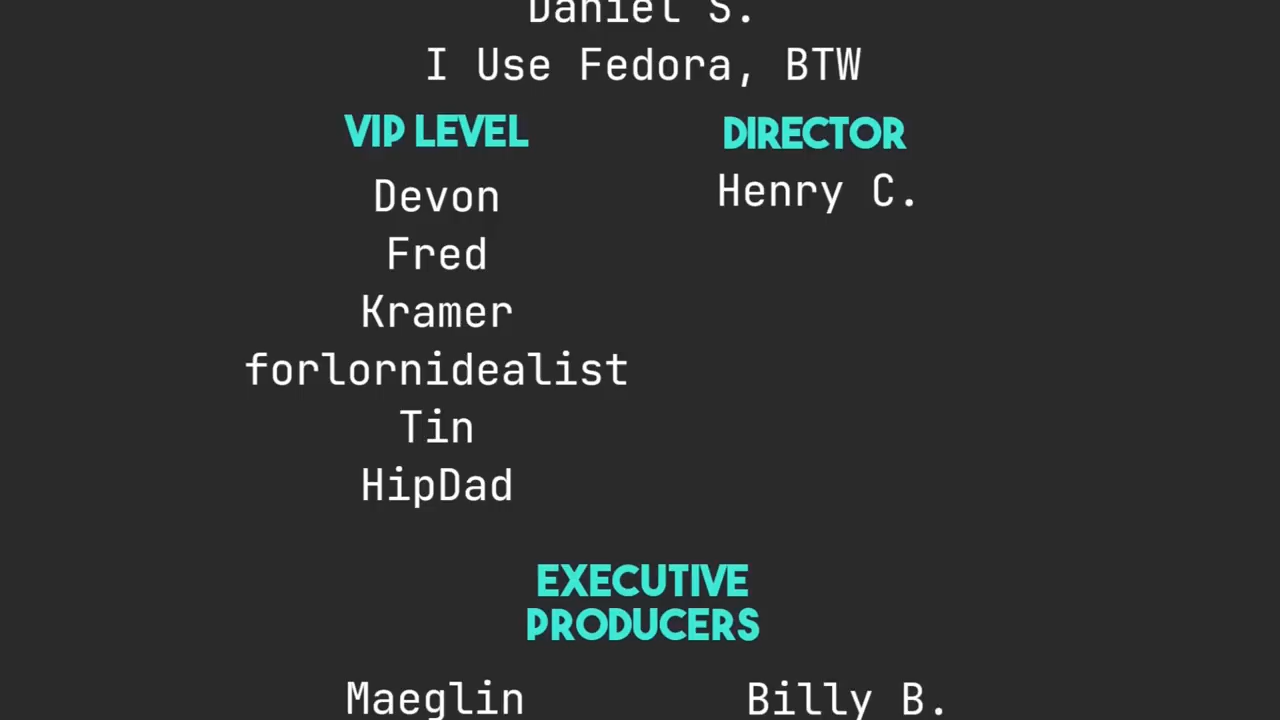 Daniel S.
I Use Fedora, BTW
VIP LEVEL
Devon
Fred
Kramer
forlornidealist
Tin
HipDad
DIRECTOR
Henry C.
EXECUTIVE
PRODUCERS
Maeglin
Billy B.